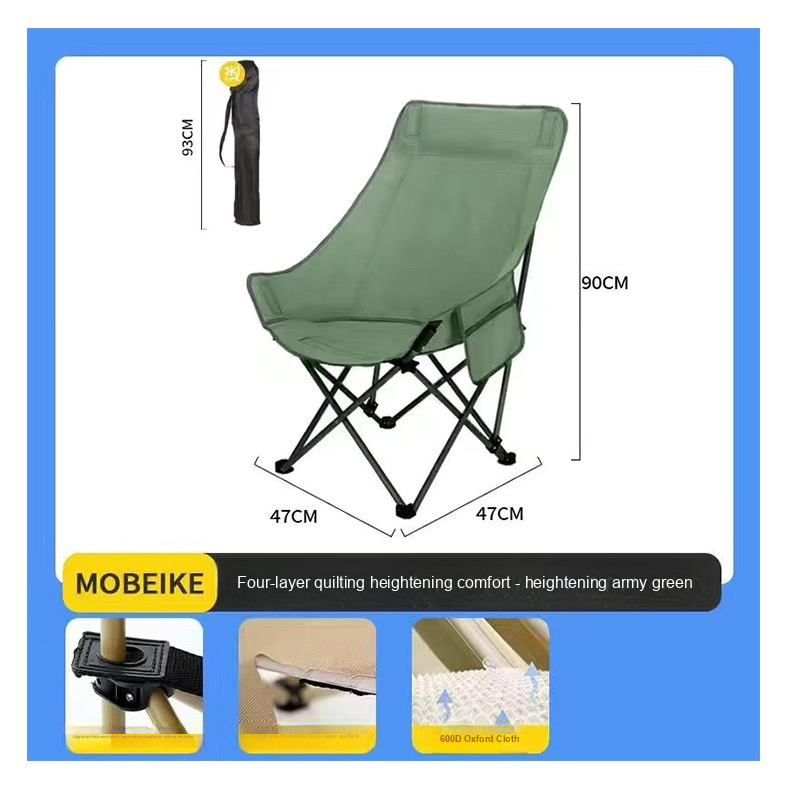 93CM
90CM
47CM
47CM
MOBEIKE
Four-layer quilting heightening comfort - heightening army green
600D Oxford Cloth